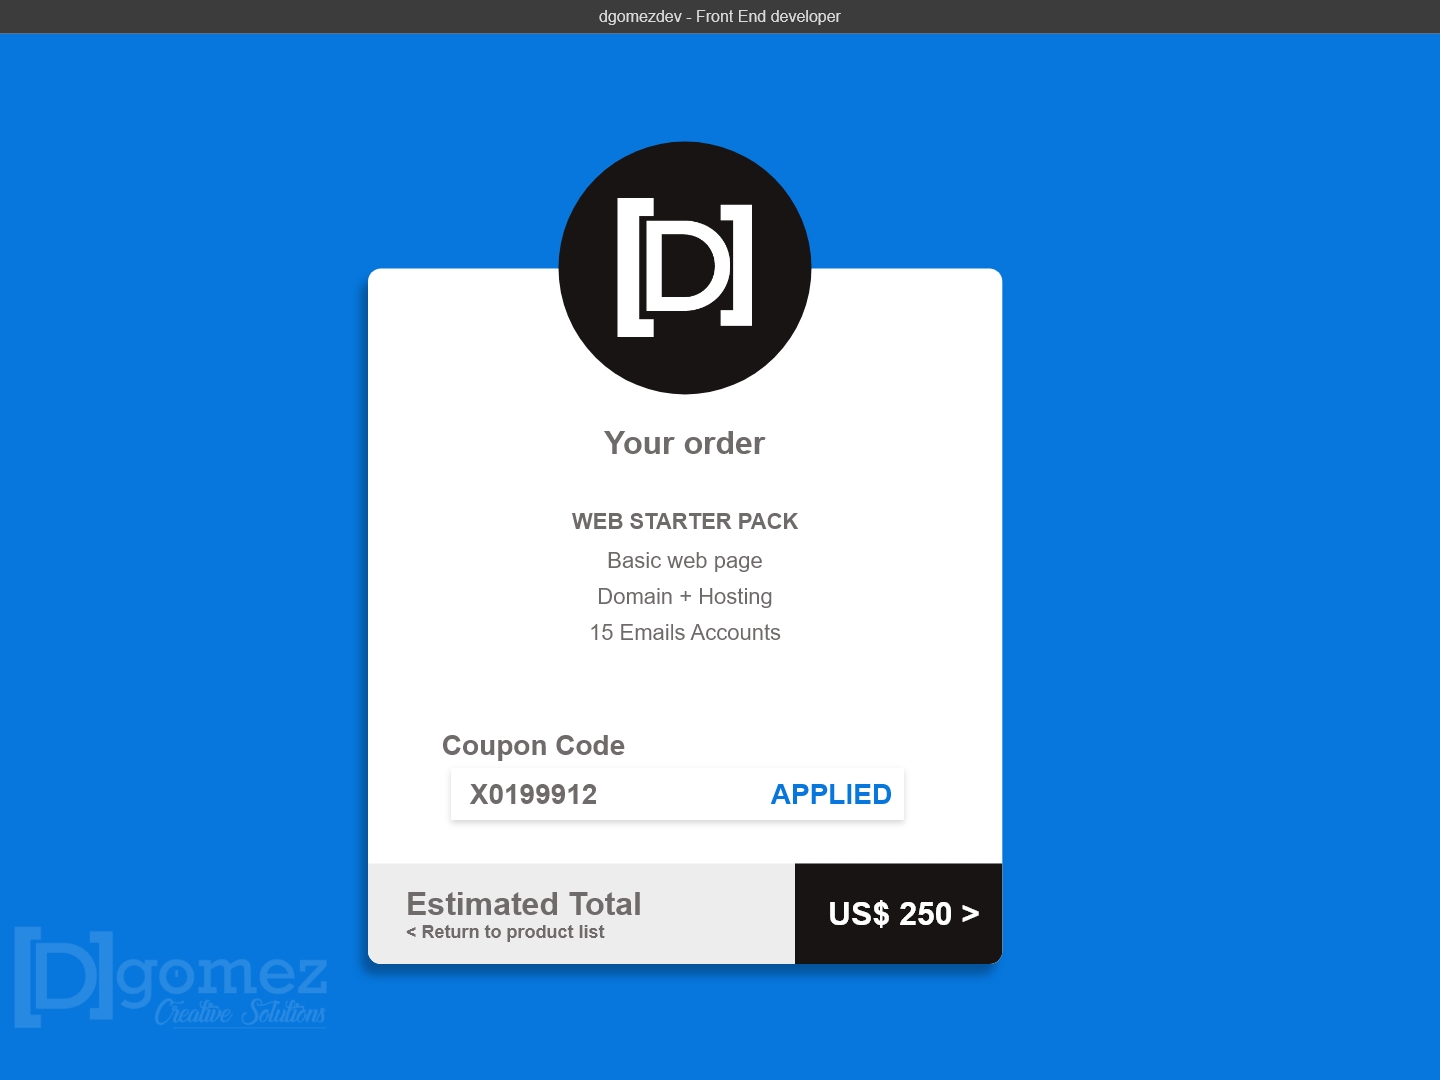 dgomezdev - Front End developer
[D]
Your order
WEB STARTER PACK
Basic web page
Domain + Hosting
15 Emails Accounts
Coupon Code
X0199912 APPLIED
Estimated Total
< Return to product list
US$ 250 >
[D]gomez
Creative Solutions